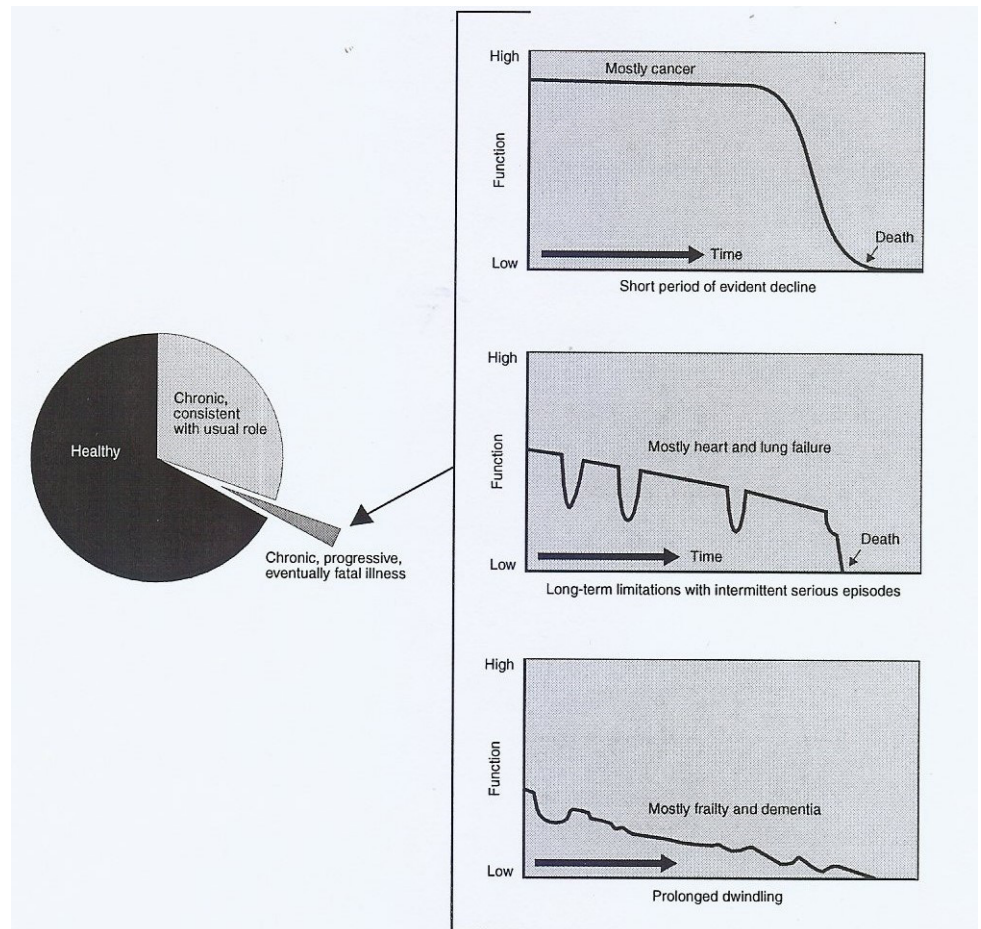 Healthy
Chronic,
consistent
with usual role
Chronic, progressive,
eventually fatal illness
High
Mostly cancer
Function
Death
Time
Low
Short period of evident decline
High
Mostly heart and lung failure
Function
Death
Time
Low
Long-term limitations with intermittent serious episodes
High
Function
Mostly frailty and dementia
Low
Prolonged dwindling